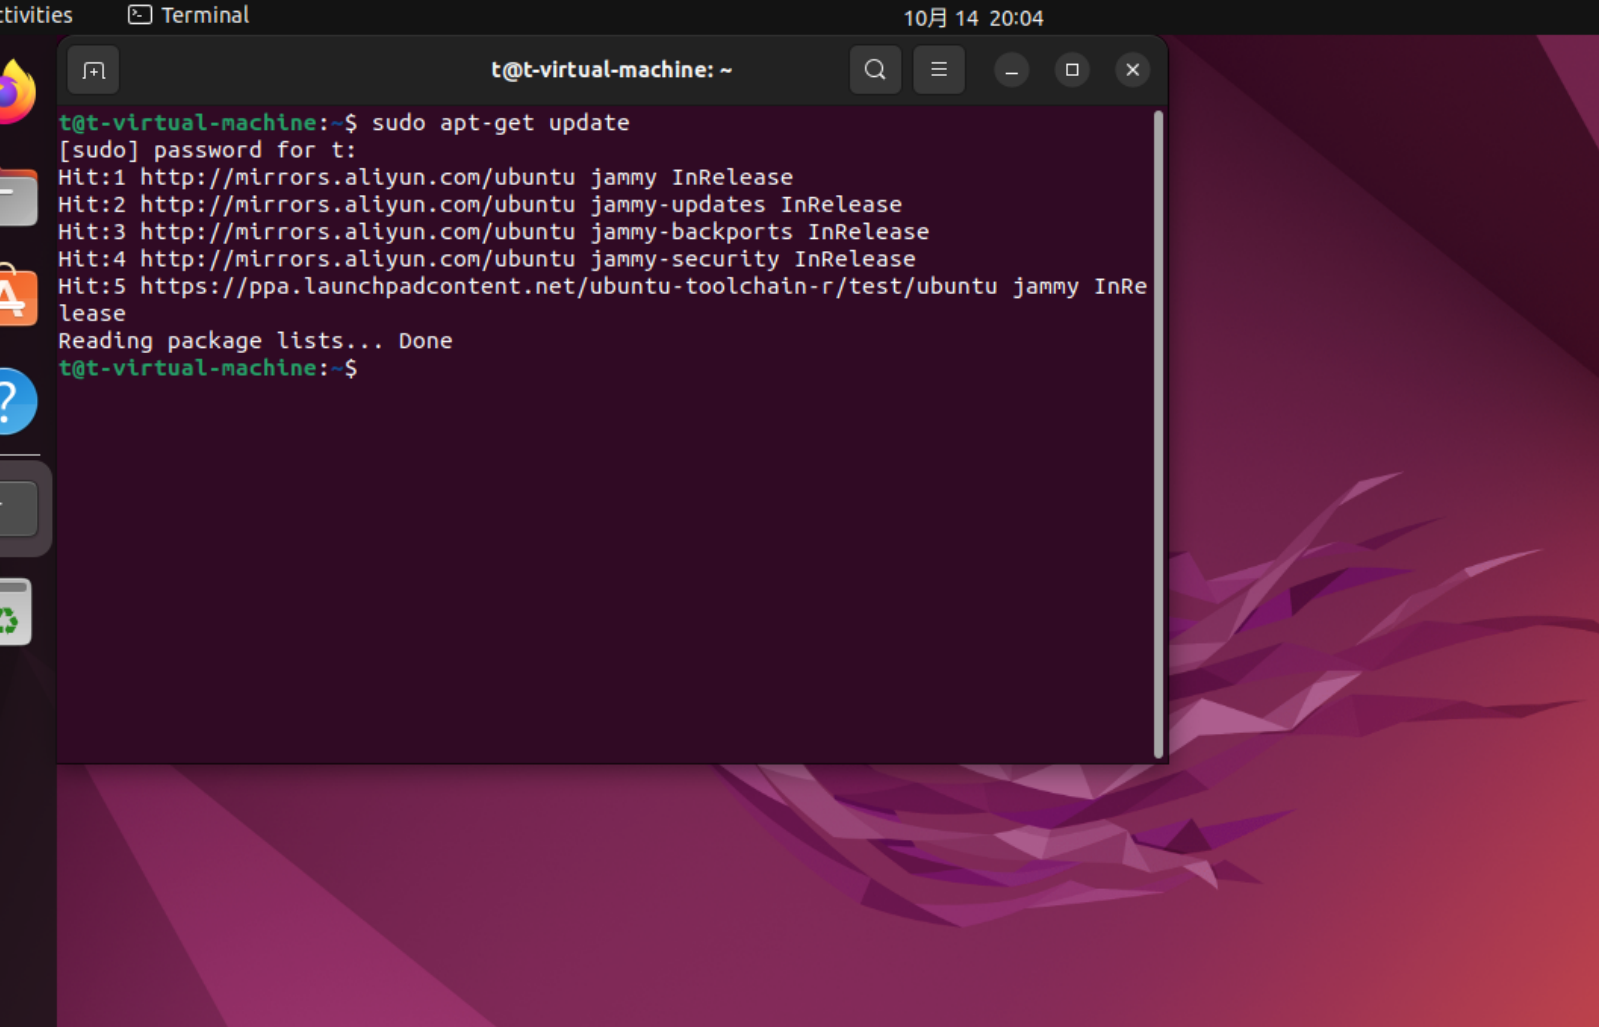 ctivities
Terminal
10月 14 20:04
t@t-virtual-machine: ~
t@t-virtual-machine:~$ sudo apt-get update
[sudo] password for t:
Hit:1 http://mirrors.aliyun.com/ubuntu jammy InRelease
Hit:2 http://mirrors.aliyun.com/ubuntu jammy-updates InRelease
Hit:3 http://mirrors.aliyun.com/ubuntu jammy-backports InRelease
Hit:4 http://mirrors.aliyun.com/ubuntu jammy-security InRelease
Hit:5 https://ppa.launchpadcontent.net/ubuntu-toolchain-r/test/ubuntu jammy InRe
lease
Reading package lists... Done
t@t-virtual-machine:~$